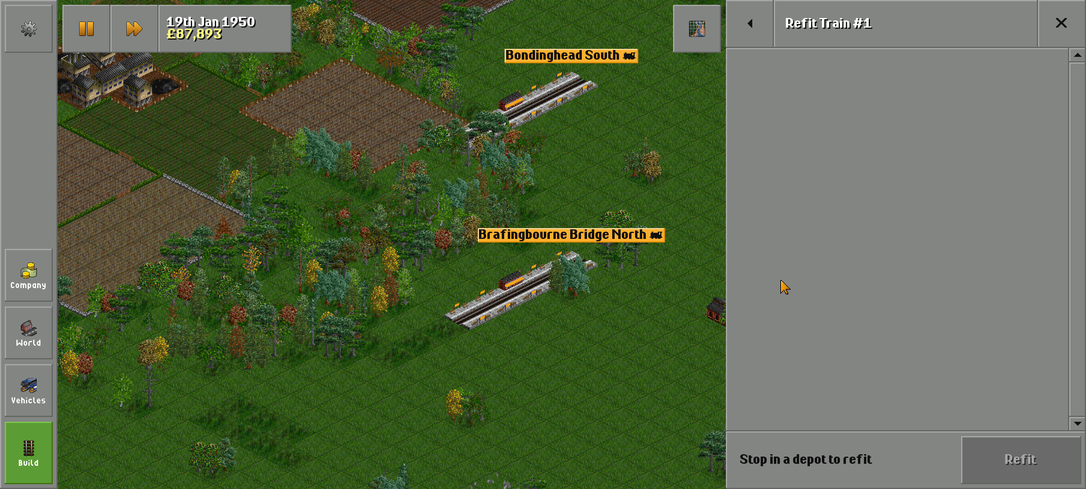 19th Jan 1950
£87,893
Refit Train #1
Bondinghead South
Brafingbourne Bridge North
Company
World
Vehicles
Build
Stop in a depot to refit
Refit